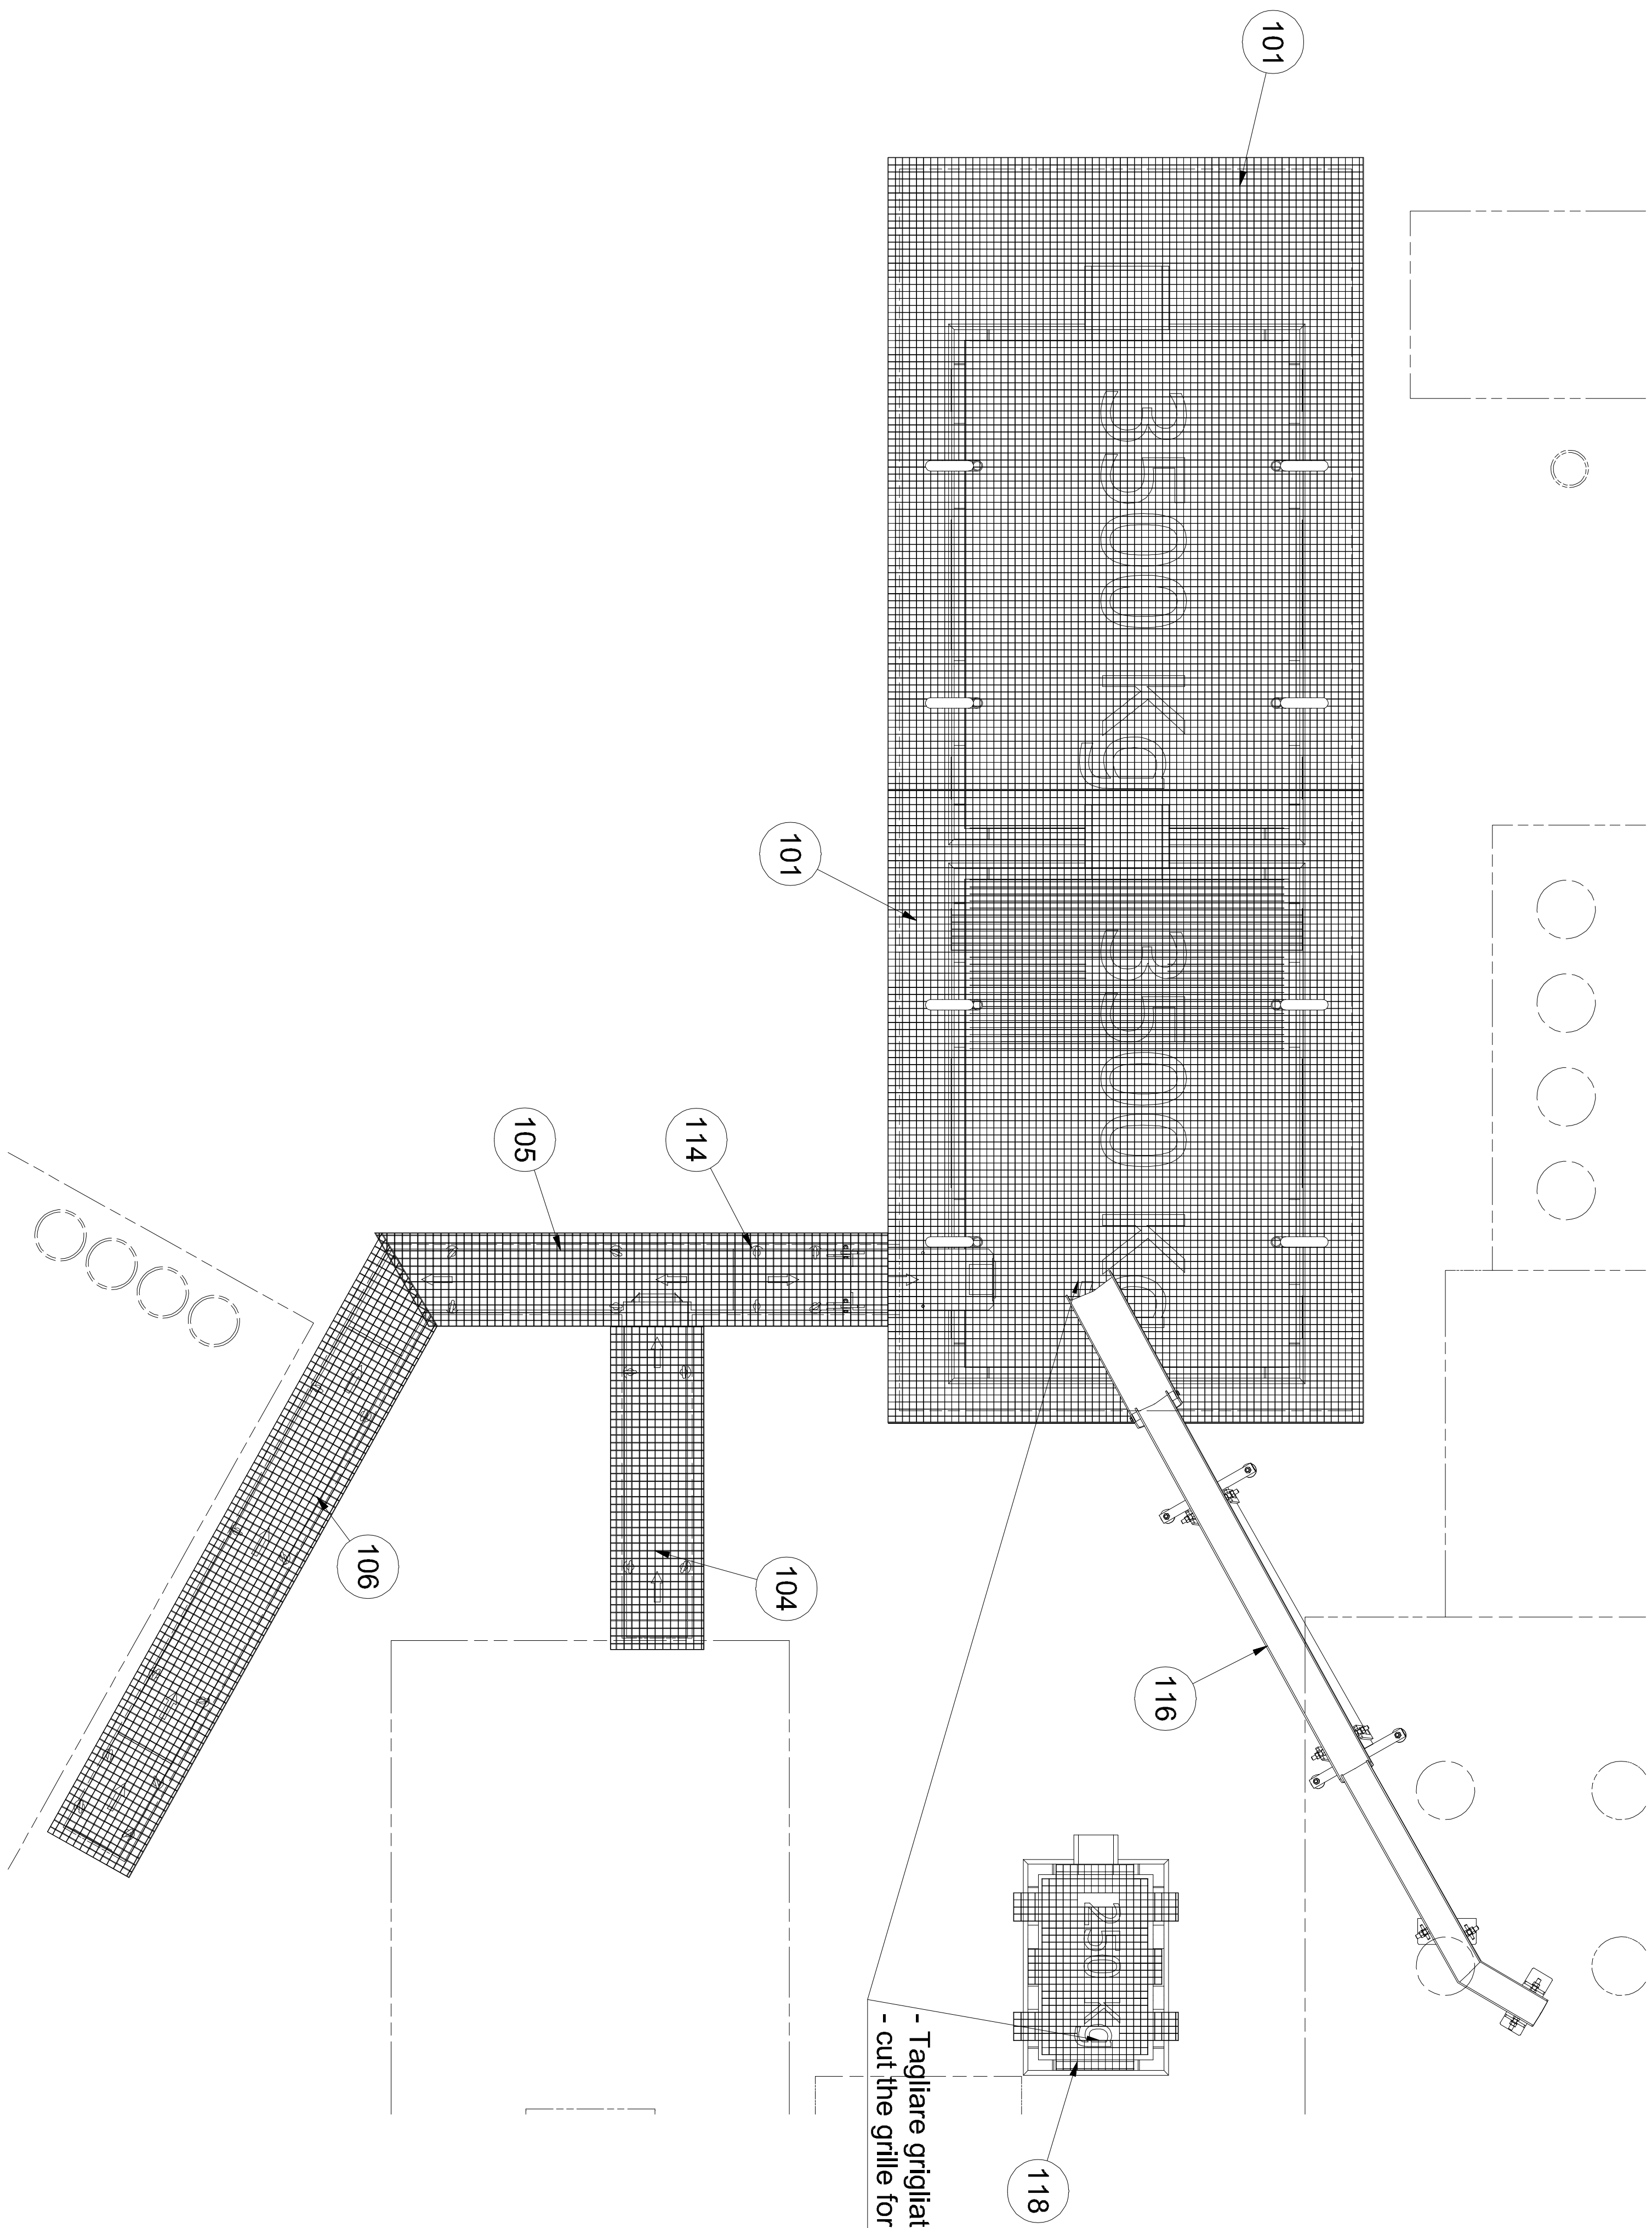 101
3500 Kg
101
3500 Kg
114
105
106
104
116
250 Kg
118
- Tagliare grigliat
- cut the grille for